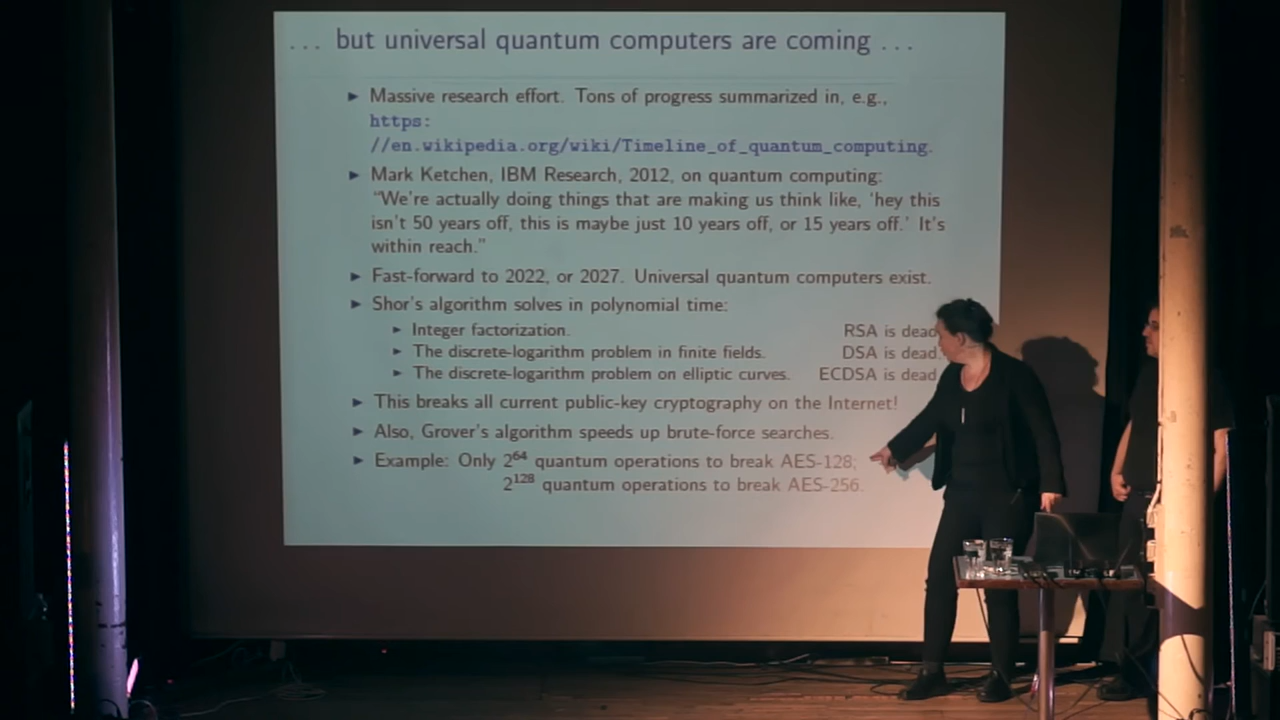 ... but universal quantum computers are coming ...
▶ Massive research effort. Tons of progress summarized in, e.g.,
https:
//en.wikipedia.org/wiki/Timeline_of_quantum_computing.
▶ Mark Ketchen, IBM Research, 2012, on quantum computing:
“We're actually doing things that are making us think like, ‘hey this
isn't 50 years off, this is maybe just 10 years off, or 15 years off.’ It's
within reach.”
▶ Fast-forward to 2022, or 2027. Universal quantum computers exist.
▶ Shor's algorithm solves in polynomial time:
▶ Integer factorization. RSA is dead
▶ The discrete-logarithm problem in finite fields. DSA is dead.
▶ The discrete-logarithm problem on elliptic curves. ECDSA is dead
▶ This breaks all current public-key cryptography on the Internet!
▶ Also, Grover's algorithm speeds up brute-force searches.
▶ Example: Only 2⁶⁴ quantum operations to break AES-128;
2¹²⁸ quantum operations to break AES-256.